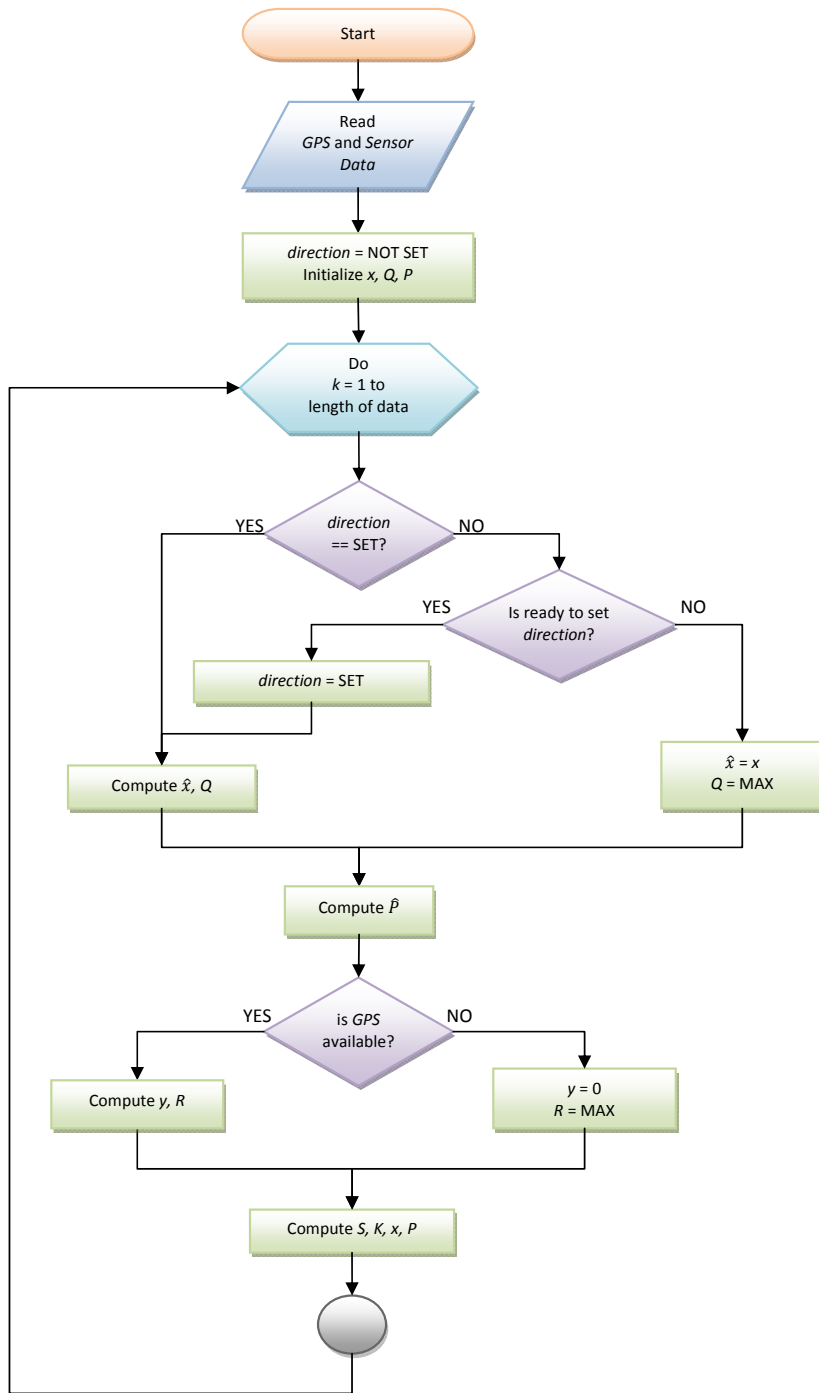 Start
Read
GPS and Sensor
Data
direction = NOT SET
Initialize x, Q, P
Do
k = 1 to
length of data
YES
direction
== SET?
NO
YES
Is ready to set
direction?
NO
direction = SET
Compute x̂, Q
x̂ = x
Q = MAX
Compute P̂
YES
is GPS
available?
NO
Compute y, R
y = 0
R = MAX
Compute S, K, x, P